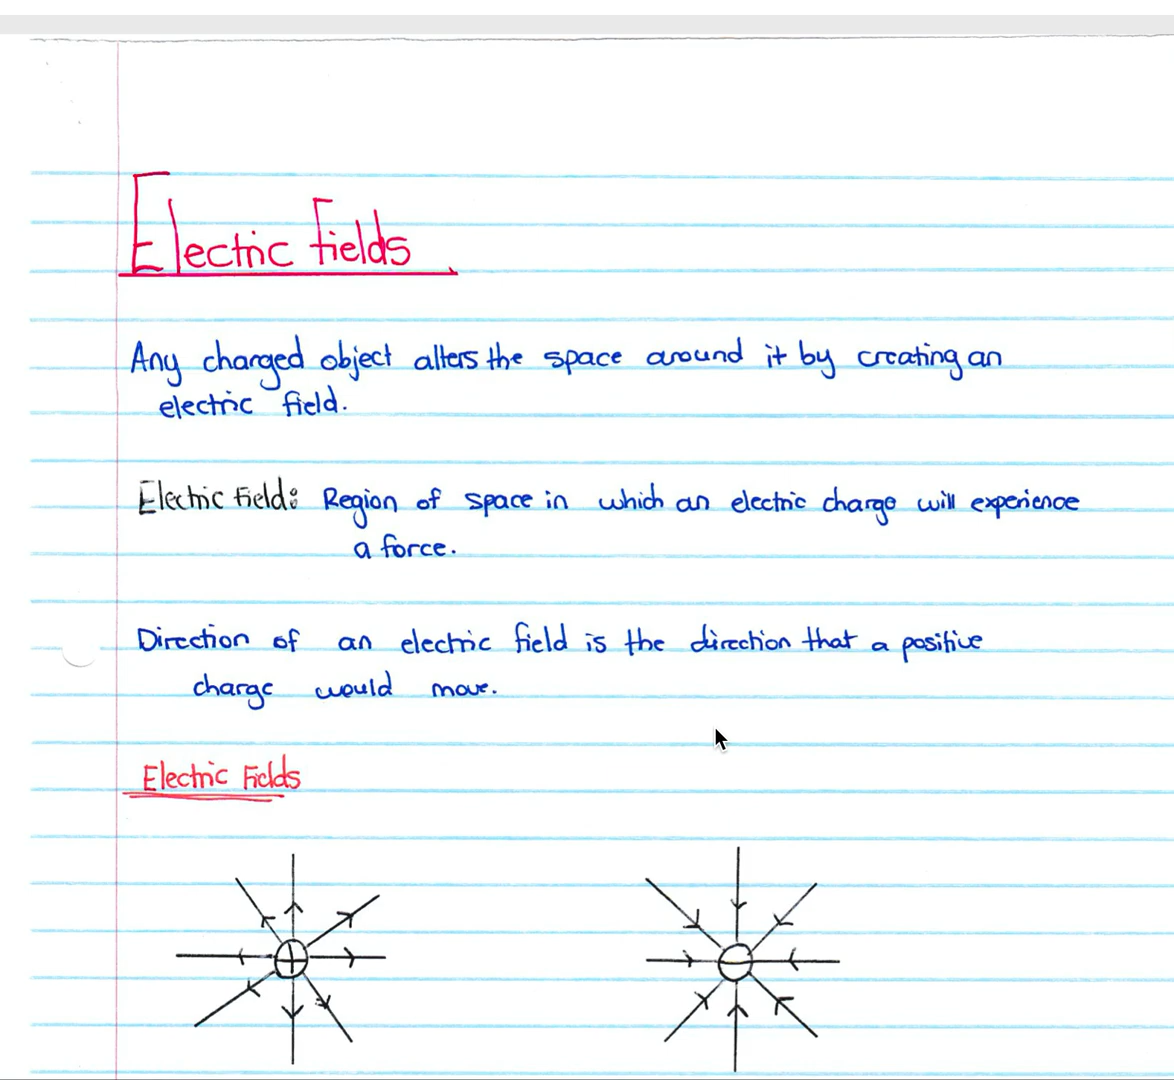 Electric Fields
Any charged object alters the space around it by creating an
electric field.
Electric Field: Region of space in which an electric charge will experience
a force.
Direction of an electric field is the direction that a positive
charge would move.
Electric Fields
+ −